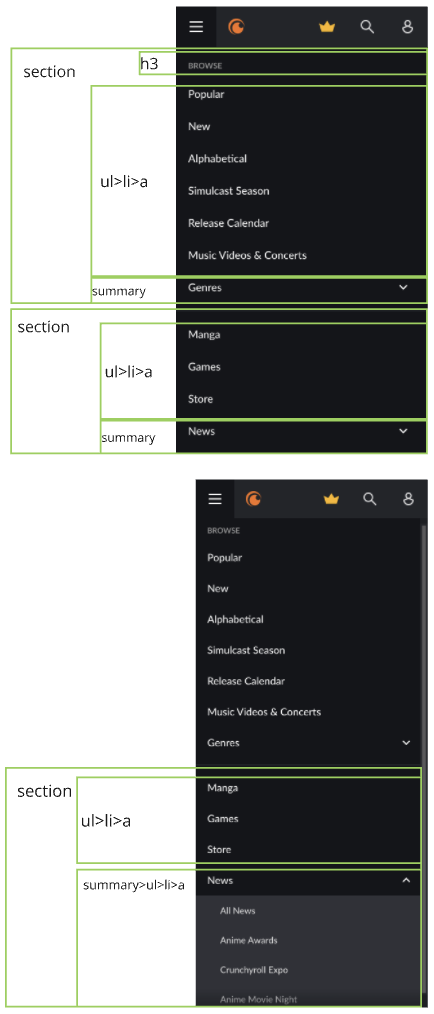 h3
section
BROWSE
Popular
New
Alphabetical
ul>li>a
Simulcast Season
Release Calendar
Music Videos & Concerts
summary
Genres
section
Manga
ul>li>a
Games
Store
summary
News
BROWSE
Popular
New
Alphabetical
Simulcast Season
Release Calendar
Music Videos & Concerts
Genres
section
Manga
ul>li>a
Games
Store
summary>ul>li>a
News
All News
Anime Awards
Crunchyroll Expo
Anime Movie Night